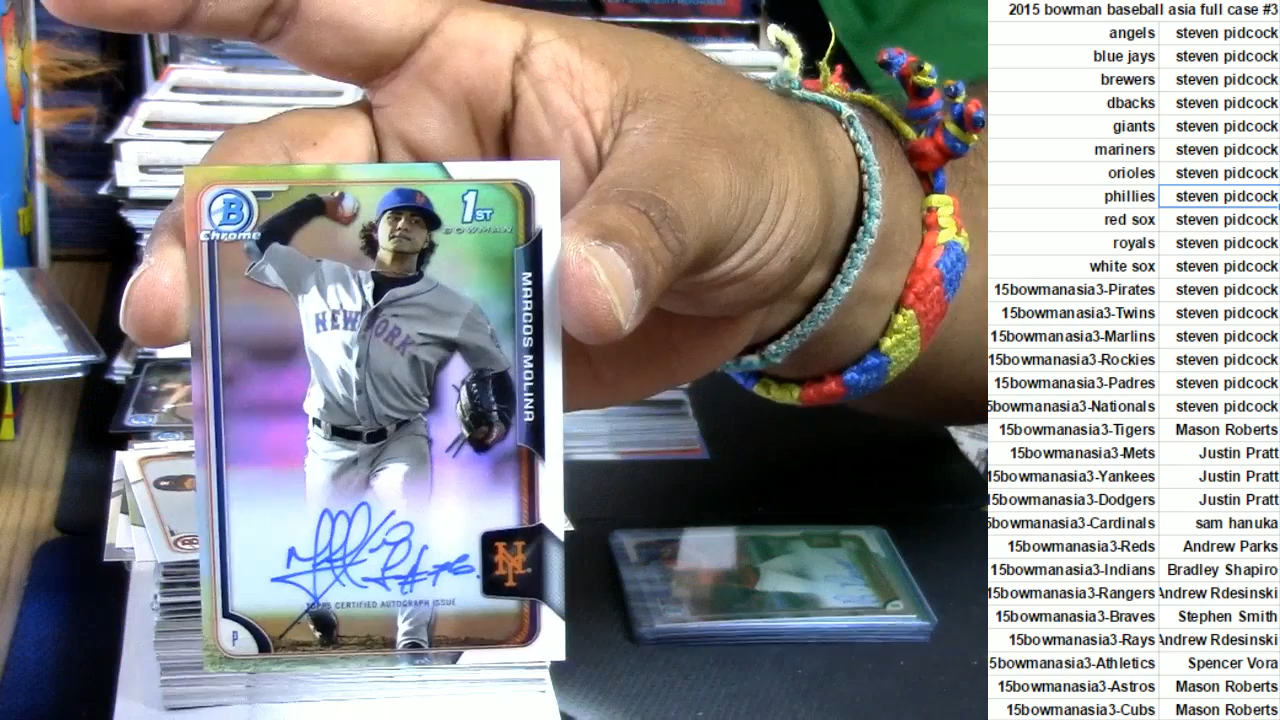 B
Chrome
1ST
BOWMAN
MARCOS MOLINA
NEW YORK
NY
#76
TOPPS CERTIFIED AUTOGRAPH ISSUE
P
2015 bowman baseball asia full case #3
angels steven pidcock
blue jays steven pidcock
brewers steven pidcock
dbacks steven pidcock
giants steven pidcock
mariners steven pidcock
orioles steven pidcock
phillies steven pidcock
red sox steven pidcock
royals steven pidcock
white sox steven pidcock
15bowmanasia3-Pirates steven pidcock
15bowmanasia3-Twins steven pidcock
15bowmanasia3-Marlins steven pidcock
15bowmanasia3-Rockies steven pidcock
15bowmanasia3-Padres steven pidcock
5bowmanasia3-Nationals steven pidcock
15bowmanasia3-Tigers Mason Roberts
15bowmanasia3-Mets Justin Pratt
15bowmanasia3-Yankees Justin Pratt
15bowmanasia3-Dodgers Justin Pratt
5bowmanasia3-Cardinals sam hanuka
15bowmanasia3-Reds Andrew Parks
15bowmanasia3-Indians Bradley Shapiro
15bowmanasia3-Rangers Andrew Rdesinski
15bowmanasia3-Braves Stephen Smith
15bowmanasia3-Rays Andrew Rdesinski
5bowmanasia3-Athletics Spencer Vora
15bowmanasia3-Astros Mason Roberts
15bowmanasia3-Cubs Mason Roberts